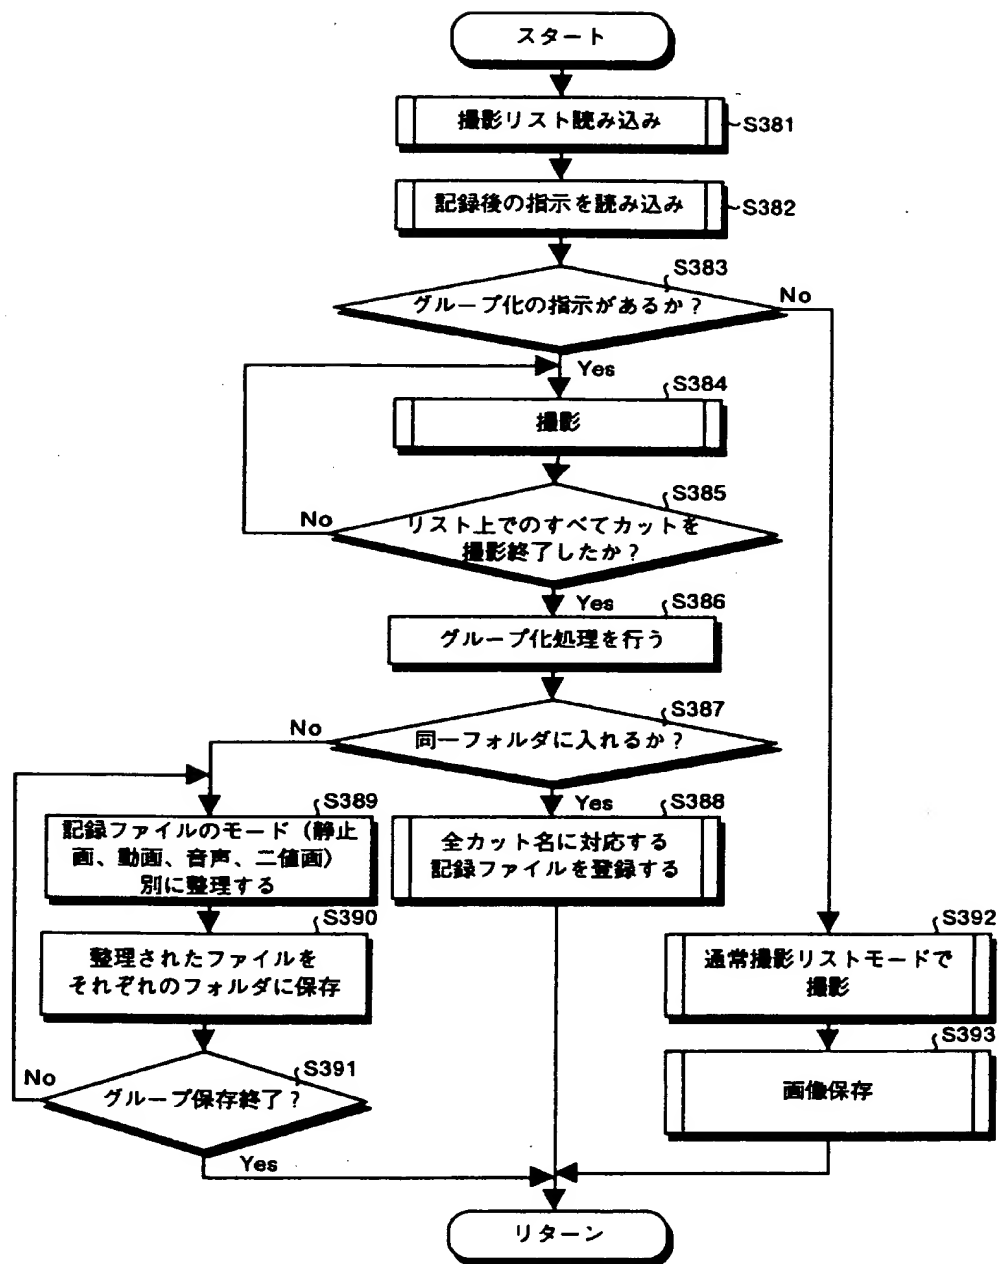 スタート
撮影リスト読み込み
S381
記録後の指示を読み込み
S382
S383
グループ化の指示があるか？
No
Yes
S384
撮影
S385
No
リスト上でのすべてカットを
撮影終了したか？
Yes
S386
グループ化処理を行う
S387
No
同一フォルダに入れるか？
Yes
S389
記録ファイルのモード（静止
画、動画、音声、二値画）
別に整理する
S388
全カット名に対応する
記録ファイルを登録する
S390
整理されたファイルを
それぞれのフォルダに保存
S392
通常撮影リストモードで
撮影
S391
No
グループ保存終了？
Yes
S393
画像保存
リターン